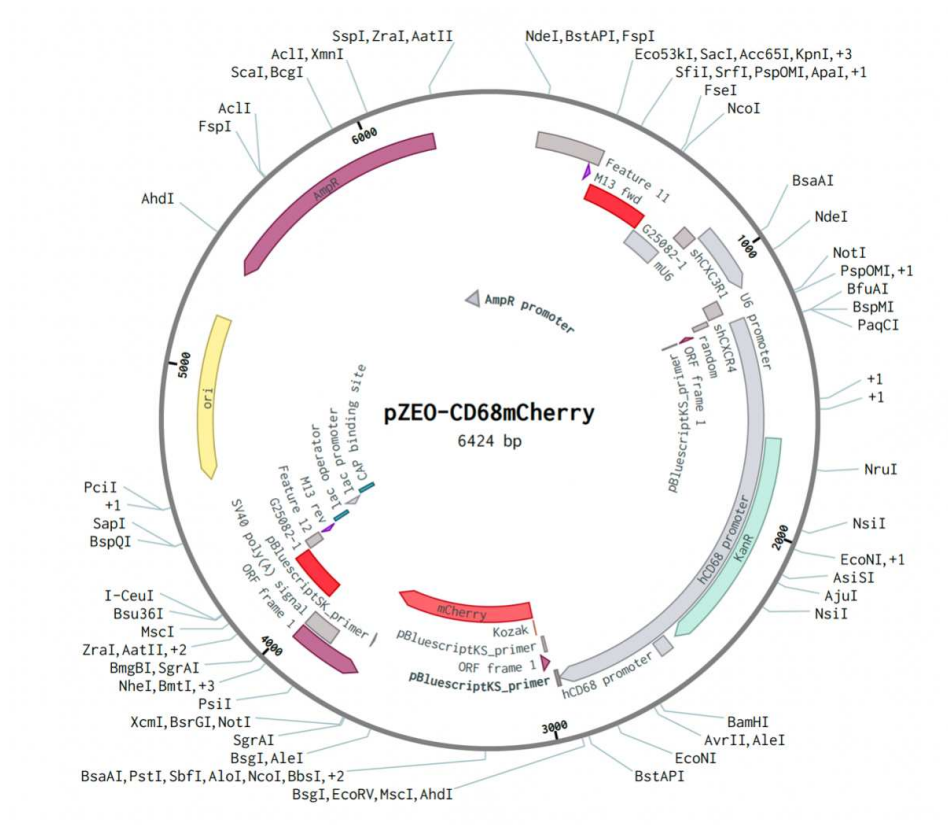 SspI,ZraI,AatII
NdeI,BstAPI,FspI
AclI,XmnI
Eco53kI,SacI,Acc65I,KpnI,+3
ScaI,BcgI
SfiI,SrfI,PspOMI,ApaI,+1
FseI
AclI
NcoI
FspI
6000
AmpR
Feature 11
M13 fwd
BsaAI
AhdI
G25082-1
mU6
shCXC3R1
1000
NdeI
NotI
PspOMI,+1
BfuAI
BspMI
PaqCI
U6 promoter
AmpR promoter
shCXCR4
random
ORF frame 1
pBluescriptKS_primer
5000
+1
+1
ori
pZEO-CD68mCherry
6424 bp
CAP binding site
lac promoter
lac operator
M13 rev
Feature 12
G25082-1
pBluescriptSK_primer
SV40 poly(A) signal
ORF frame 1
NruI
PciI
+1
SapI
BspQI
hCD68 promoter
KanR
NsiI
2000
EcoNI,+1
AsiSI
AjuI
NsiI
I-CeuI
Bsu36I
MscI
ZraI,AatII,+2
BmgBI,SgrAI
NheI,BmtI,+3
4000
mCherry
Kozak
pBluescriptKS_primer
ORF frame 1
pBluescriptKS_primer
hCD68 promoter
PsiI
XcmI,BsrGI,NotI
SgrAI
BsgI,AleI
BsaAI,PstI,SbfI,AloI,NcoI,BbsI,+2
BsgI,EcoRV,MscI,AhdI
3000
BamHI
AvrII,AleI
EcoNI
BstAPI